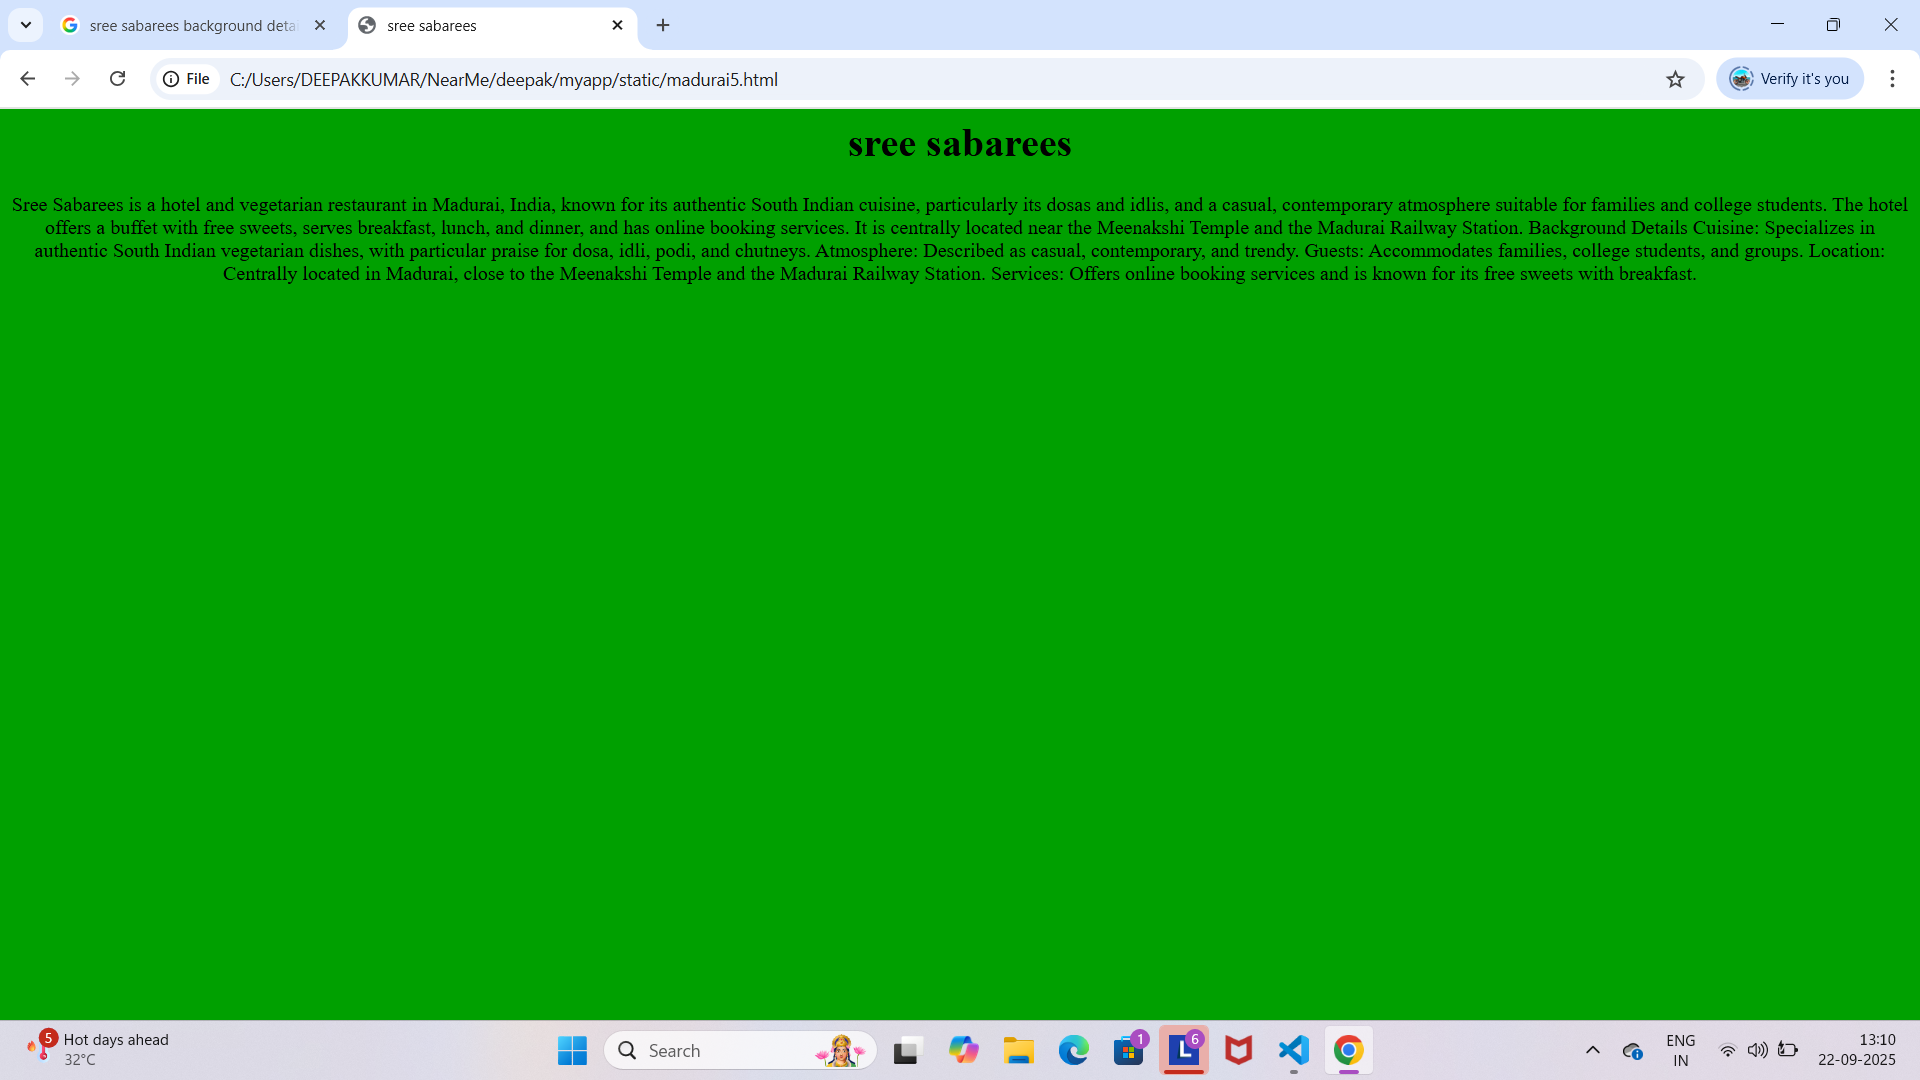 sree sabarees background deta
sree sabarees
File
C:/Users/DEEPAKKUMAR/NearMe/deepak/myapp/static/madurai5.html
Verify it's you
sree sabarees
Sree Sabarees is a hotel and vegetarian restaurant in Madurai, India, known for its authentic South Indian cuisine, particularly its dosas and idlis, and a casual, contemporary atmosphere suitable for families and college students. The hotel
offers a buffet with free sweets, serves breakfast, lunch, and dinner, and has online booking services. It is centrally located near the Meenakshi Temple and the Madurai Railway Station. Background Details Cuisine: Specializes in
authentic South Indian vegetarian dishes, with particular praise for dosa, idli, podi, and chutneys. Atmosphere: Described as casual, contemporary, and trendy. Guests: Accommodates families, college students, and groups. Location:
Centrally located in Madurai, close to the Meenakshi Temple and the Madurai Railway Station. Services: Offers online booking services and is known for its free sweets with breakfast.
5
Hot days ahead
32°C
Search
1
L
6
ENG
IN
13:10
22-09-2025